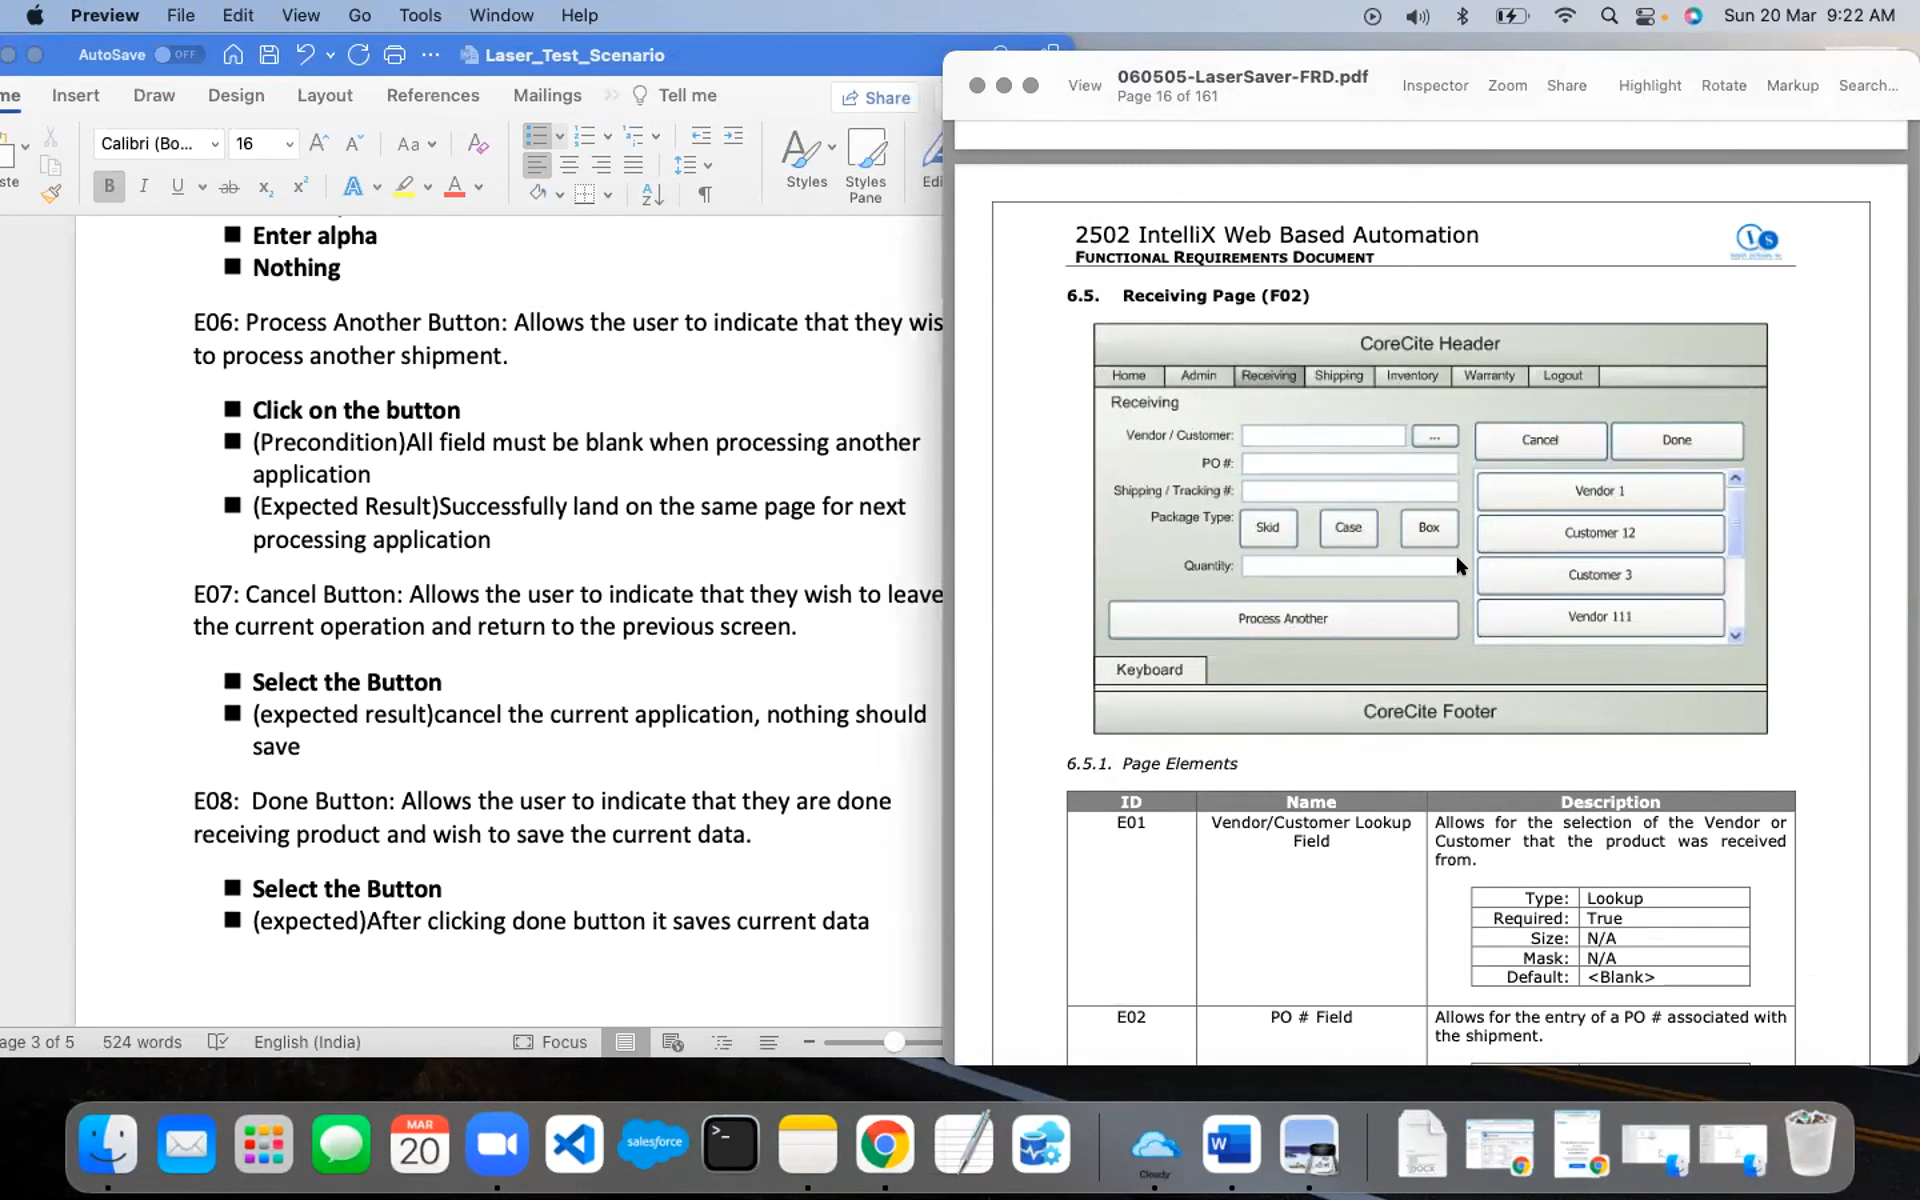 Preview File Edit View Go Tools Window Help
Sun 20 Mar 9:22 AM
AutoSave OFF
Laser_Test_Scenario
me Insert Draw Design Layout References Mailings Tell me Share
Calibri (Bo... 16
Styles Styles Pane
ste
Edi
■ Enter alpha
■ Nothing
E06: Process Another Button: Allows the user to indicate that they wis
to process another shipment.
■ Click on the button
■ (Precondition)All field must be blank when processing another
application
■ (Expected Result)Successfully land on the same page for next
processing application
E07: Cancel Button: Allows the user to indicate that they wish to leave
the current operation and return to the previous screen.
■ Select the Button
■ (expected result)cancel the current application, nothing should
save
E08: Done Button: Allows the user to indicate that they are done
receiving product and wish to save the current data.
■ Select the Button
■ (expected)After clicking done button it saves current data
age 3 of 5 524 words English (India) Focus
View
060505-LaserSaver-FRD.pdf
Page 16 of 161
Inspector Zoom Share Highlight Rotate Markup Search...
2502 IntelliX Web Based Automation
FUNCTIONAL REQUIREMENTS DOCUMENT
6.5. Receiving Page (F02)
CoreCite Header
Home Admin Receiving Shipping Inventory Warranty Logout
Receiving
Vendor / Customer: ... Cancel Done
PO #:
Shipping / Tracking #: Vendor 1
Package Type: Skid Case Box Customer 12
Quantity: Customer 3
Process Another Vendor 111
Keyboard
CoreCite Footer
6.5.1. Page Elements
ID Name Description
E01 Vendor/Customer Lookup Field
Allows for the selection of the Vendor or
Customer that the product was received
from.
Type: Lookup
Required: True
Size: N/A
Mask: N/A
Default: <Blank>
E02 PO # Field
Allows for the entry of a PO # associated with
the shipment.
MAR
20
salesforce
Cloudy
W
DOCX